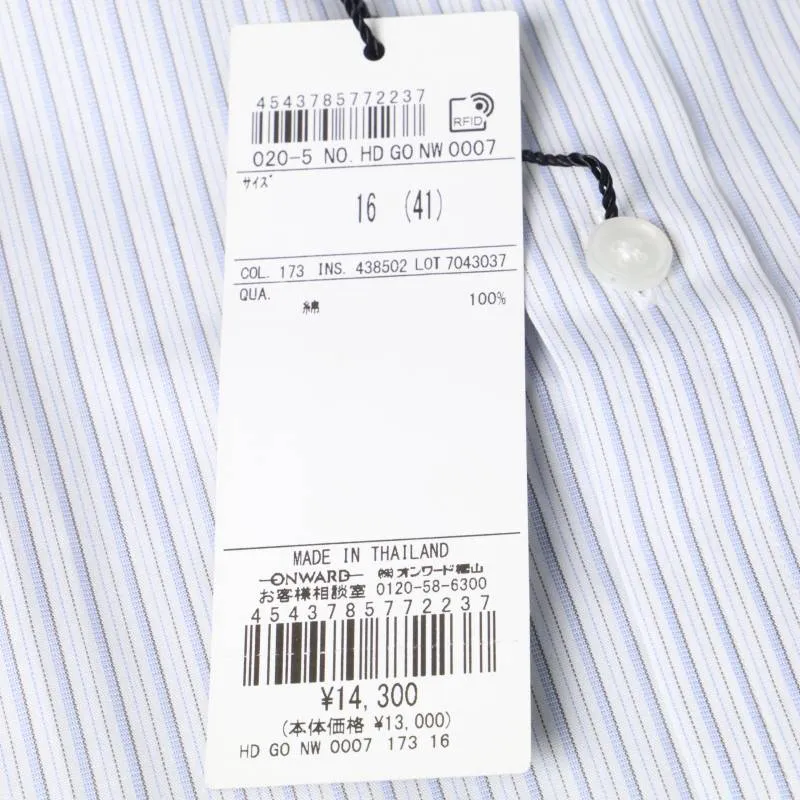 4543785772237
RFID
020-5 NO. HD GO NW 0007
サイズ
16 (41)
COL. 173 INS. 438502 LOT 7043037
QUA.
綿 100%
MADE IN THAILAND
ONWARD ㈱オンワード樫山
お客様相談室 0120-58-6300
4543785772237
¥14,300
(本体価格 ¥13,000)
HD GO NW 0007 173 16